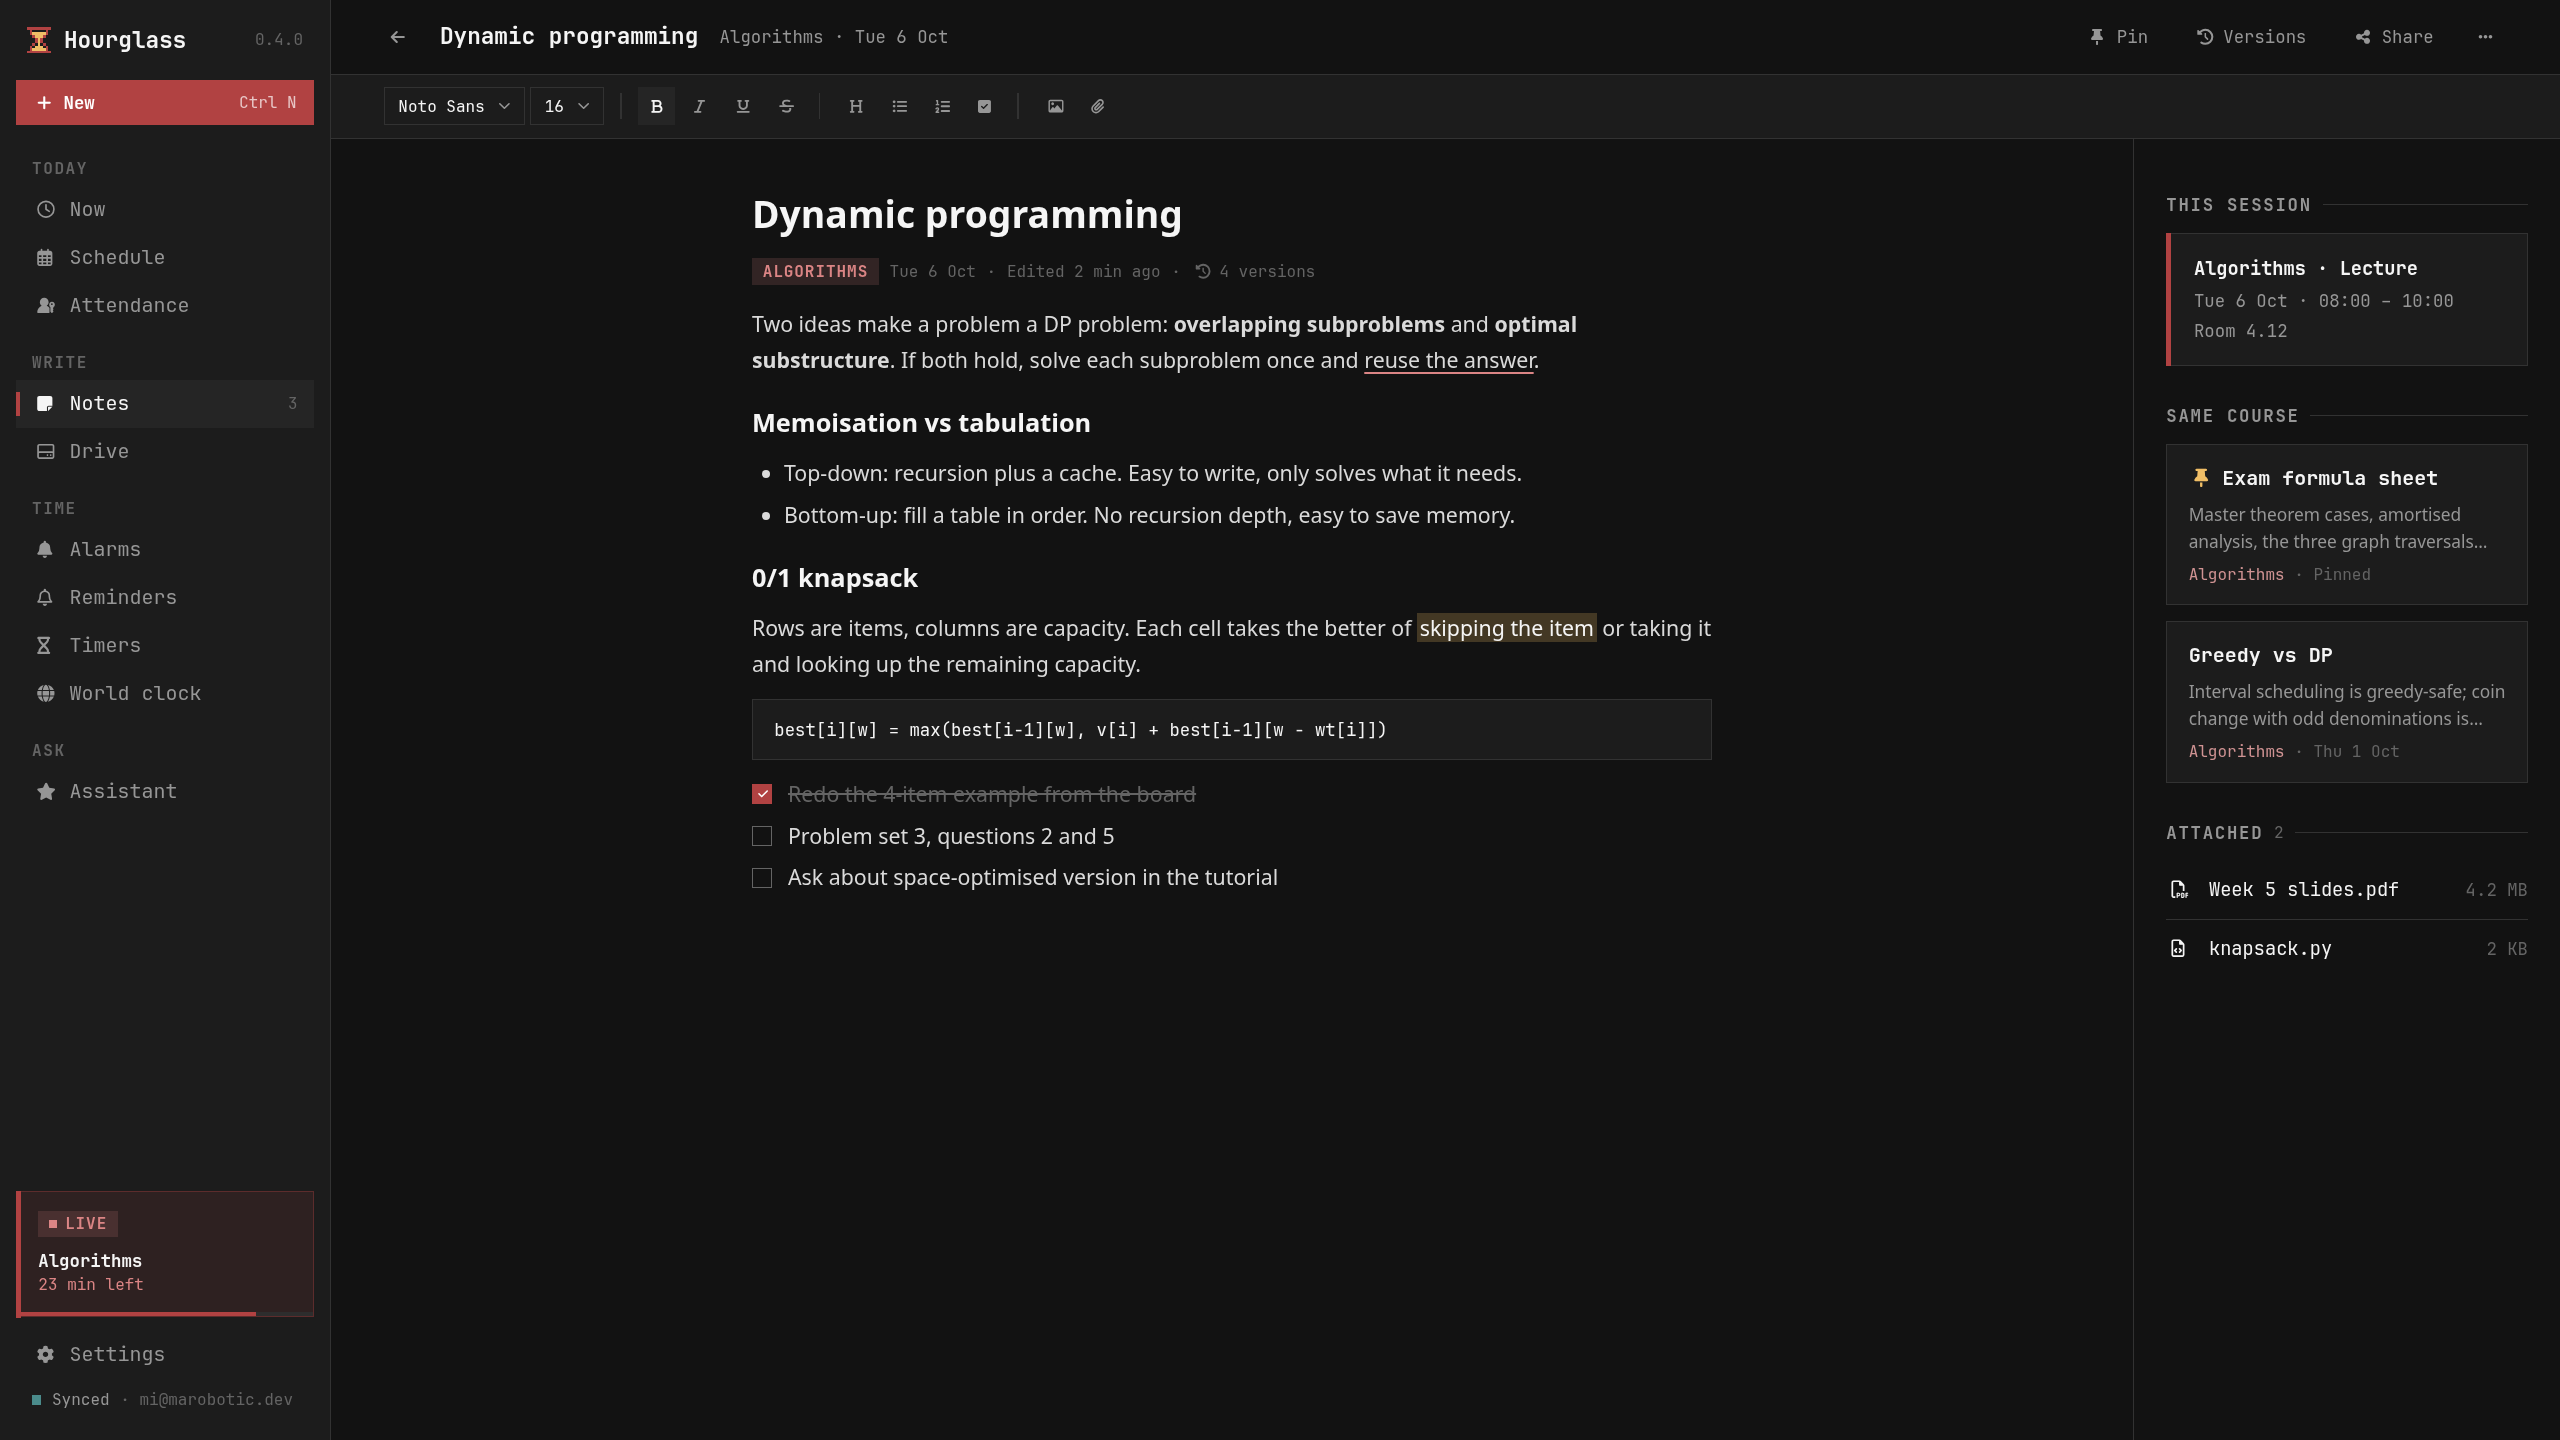 Hourglass 0.4.0
New Ctrl N
TODAY
Now
Schedule
Attendance
WRITE
Notes 3
Drive
TIME
Alarms
Reminders
Timers
World clock
ASK
Assistant
LIVE
Algorithms
23 min left
Settings
Synced · mi@marobotic.dev
Dynamic programming Algorithms · Tue 6 Oct
Pin Versions Share
Noto Sans 16 B I U S H
Dynamic programming
ALGORITHMS Tue 6 Oct · Edited 2 min ago · 4 versions
Two ideas make a problem a DP problem: overlapping subproblems and optimal
substructure. If both hold, solve each subproblem once and reuse the answer.
Memoisation vs tabulation
• Top-down: recursion plus a cache. Easy to write, only solves what it needs.
• Bottom-up: fill a table in order. No recursion depth, easy to save memory.
0/1 knapsack
Rows are items, columns are capacity. Each cell takes the better of skipping the item or taking it
and looking up the remaining capacity.
best[i][w] = max(best[i-1][w], v[i] + best[i-1][w - wt[i]])
Redo the 4-item example from the board
Problem set 3, questions 2 and 5
Ask about space-optimised version in the tutorial
THIS SESSION
Algorithms · Lecture
Tue 6 Oct · 08:00 – 10:00
Room 4.12
SAME COURSE
Exam formula sheet
Master theorem cases, amortised
analysis, the three graph traversals…
Algorithms · Pinned
Greedy vs DP
Interval scheduling is greedy-safe; coin
change with odd denominations is…
Algorithms · Thu 1 Oct
ATTACHED 2
Week 5 slides.pdf 4.2 MB
knapsack.py 2 KB